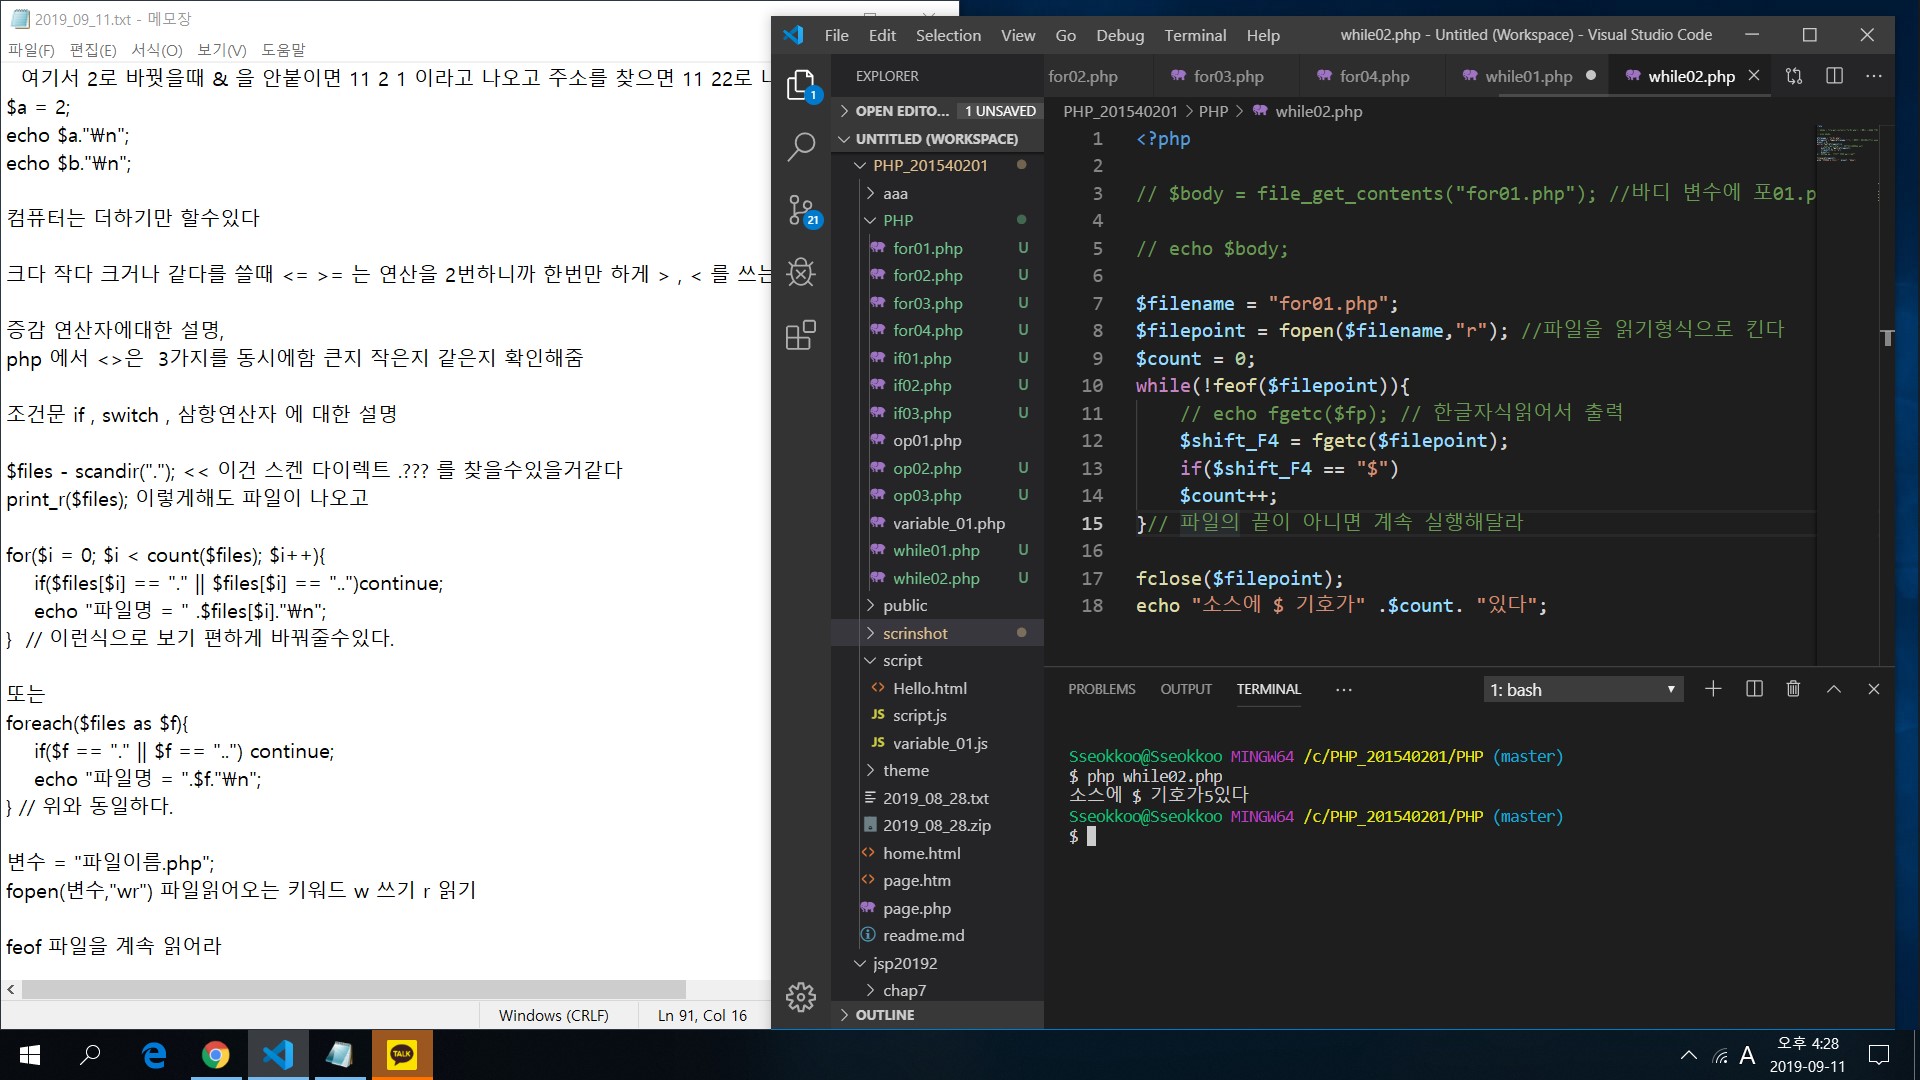 2019_09_11.txt - 메모장
파일(F) 편집(E) 서식(O) 보기(V) 도움말
여기서 2로 바꿧을때 & 을 안붙이면 11 2 1 이라고 나오고 주소를 찾으면 11 22로
$a = 2;
echo $a."₩n";
echo $b."₩n";
컴퓨터는 더하기만 할수있다
크다 작다 크거나 같다를 쓸때 <= >= 는 연산을 2번하니까 한번만 하게 > , < 를 쓰는
증감 연산자에대한 설명,
php 에서 <>은 3가지를 동시에함 큰지 작은지 같은지 확인해줌
조건문 if , switch , 삼항연산자 에 대한 설명
$files - scandir("."); << 이건 스켄 다이렉트 .??? 를 찾을수있을거같다
print_r($files); 이렇게해도 파일이 나오고
for($i = 0; $i < count($files); $i++){
if($files[$i] == "." || $files[$i] == "..")continue;
echo "파일명 = " .$files[$i]."₩n";
} // 이런식으로 보기 편하게 바꿔줄수있다.
또는
foreach($files as $f){
if($f == "." || $f == "..") continue;
echo "파일명 = ".$f."₩n";
} // 위와 동일하다.
변수 = "파일이름.php";
fopen(변수,"wr") 파일읽어오는 키워드 w 쓰기 r 읽기
feof 파일을 계속 읽어라
Windows (CRLF) Ln 91, Col 16
File Edit Selection View Go Debug Terminal Help while02.php - Untitled (Workspace) - Visual Studio Code
1
21
EXPLORER
OPEN EDITO... 1 UNSAVED
UNTITLED (WORKSPACE)
PHP_201540201
aaa
PHP
for01.php U
for02.php U
for03.php U
for04.php U
if01.php U
if02.php U
if03.php U
op01.php
op02.php U
op03.php U
variable_01.php
while01.php U
while02.php U
public
scrinshot
script
Hello.html
JS script.js
JS variable_01.js
theme
2019_08_28.txt
2019_08_28.zip
home.html
page.htm
page.php
readme.md
jsp20192
chap7
OUTLINE
for02.php for03.php for04.php while01.php while02.php
PHP_201540201 > PHP > while02.php
1 <?php
2
3 // $body = file_get_contents("for01.php"); //바디 변수에 포01.p
4
5 // echo $body;
6
7 $filename = "for01.php";
8 $filepoint = fopen($filename,"r"); //파일을 읽기형식으로 킨다
9 $count = 0;
10 while(!feof($filepoint)){
11 // echo fgetc($fp); // 한글자식읽어서 출력
12 $shift_F4 = fgetc($filepoint);
13 if($shift_F4 == "$")
14 $count++;
15 }// 파일의 끝이 아니면 계속 실행해달라
16
17 fclose($filepoint);
18 echo "소스에 $ 기호가" .$count. "있다";
PROBLEMS OUTPUT TERMINAL ··· 1: bash
Sseokkoo@Sseokkoo MINGW64 /c/PHP_201540201/PHP (master)
$ php while02.php
소스에 $ 기호가5있다
Sseokkoo@Sseokkoo MINGW64 /c/PHP_201540201/PHP (master)
$
TALK
A
오후 4:28
2019-09-11